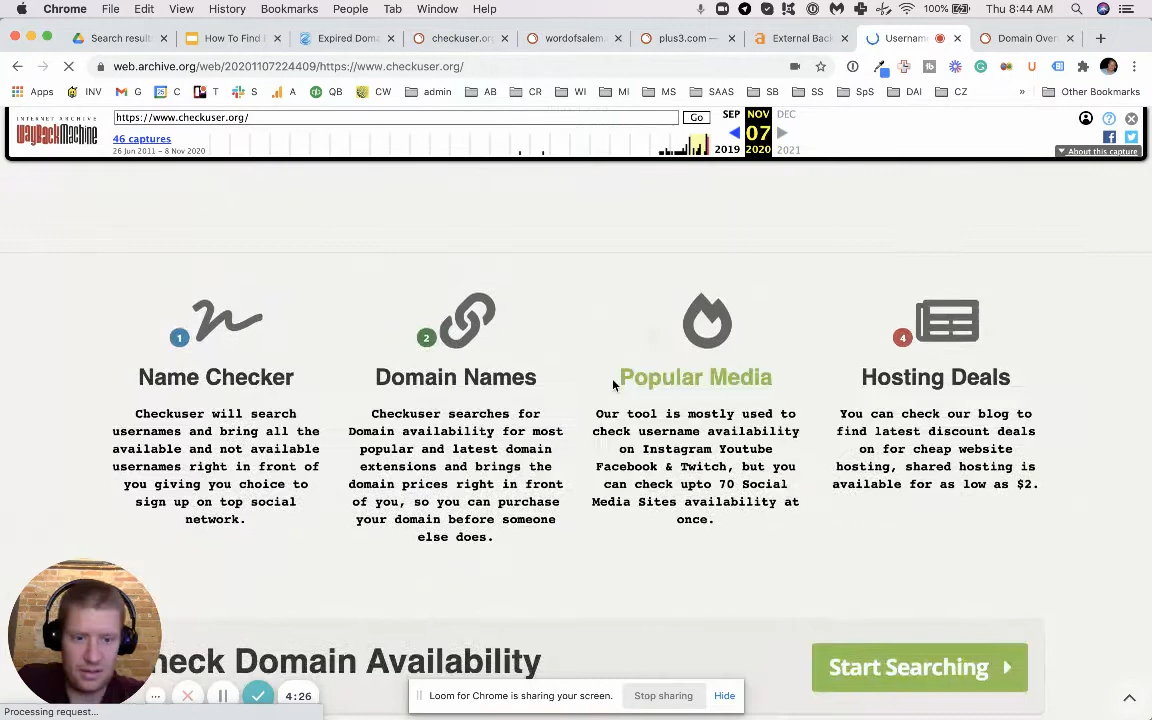 Chrome File Edit View History Bookmarks People Tab Window Help 100% Thu 8:44 AM
Search result How To Find Expired Doma checkuser.or wordofsalem plus3.com — External Back Username Domain Over
web.archive.org/web/20201107224409/https://www.checkuser.org/
Apps INV M G C T S A QB CW admin AB CR WI MI MS SAAS SB SS SpS DAI CZ » Other Bookmarks
INTERNET ARCHIVE
WayBackMachine
https://www.checkuser.org/ Go
SEP NOV DEC
46 captures
26 Jun 2011 – 8 Nov 2020
07
2019 2020 2021
About this capture
1
2
4
Name Checker
Checkuser will search
usernames and bring all the
available and not available
usernames right in front of
you giving you choice to
sign up on top social
network.
Domain Names
Checkuser searches for
Domain availability for most
popular and latest domain
extensions and brings the
domain prices right in front
of you, so you can purchase
your domain before someone
else does.
Popular Media
Our tool is mostly used to
check username availability
on Instagram Youtube
Facebook & Twitch, but you
can check upto 70 Social
Media Sites availability at
once.
Hosting Deals
You can check our blog to
find latest discount deals
on for cheap website
hosting, shared hosting is
available for as low as $2.
heck Domain Availability
Start Searching
4:26
Loom for Chrome is sharing your screen. Stop sharing Hide
Processing request...